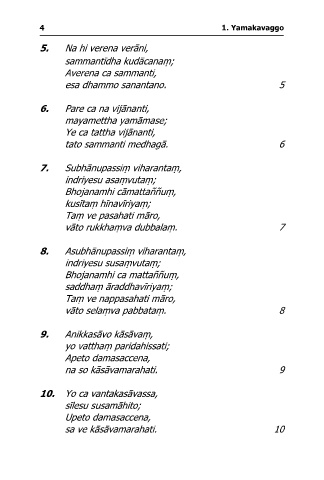 4 1. Yamakavaggo
5. Na hi verena verāni,
sammantīdha kudācanaṃ;
Averena ca sammanti,
esa dhammo sanantano. 5
6. Pare ca na vijānanti,
mayamettha yamāmase;
Ye ca tattha vijānanti,
tato sammanti medhagā. 6
7. Subhānupassiṃ viharantaṃ,
indriyesu asaṃvutaṃ;
Bhojanamhi cāmattaññuṃ,
kusītaṃ hīnavīriyaṃ;
Taṃ ve pasahati māro,
vāto rukkhaṃva dubbalaṃ. 7
8. Asubhānupassiṃ viharantaṃ,
indriyesu susaṃvutaṃ;
Bhojanamhi ca mattaññuṃ,
saddhaṃ āraddhavīriyaṃ;
Taṃ ve nappasahati māro,
vāto selaṃva pabbataṃ. 8
9. Anikkasāvo kāsāvaṃ,
yo vatthaṃ paridahissati;
Apeto damasaccena,
na so kāsāvamarahati. 9
10. Yo ca vantakasāvassa,
sīlesu susamāhito;
Upeto damasaccena,
sa ve kāsāvamarahati. 10